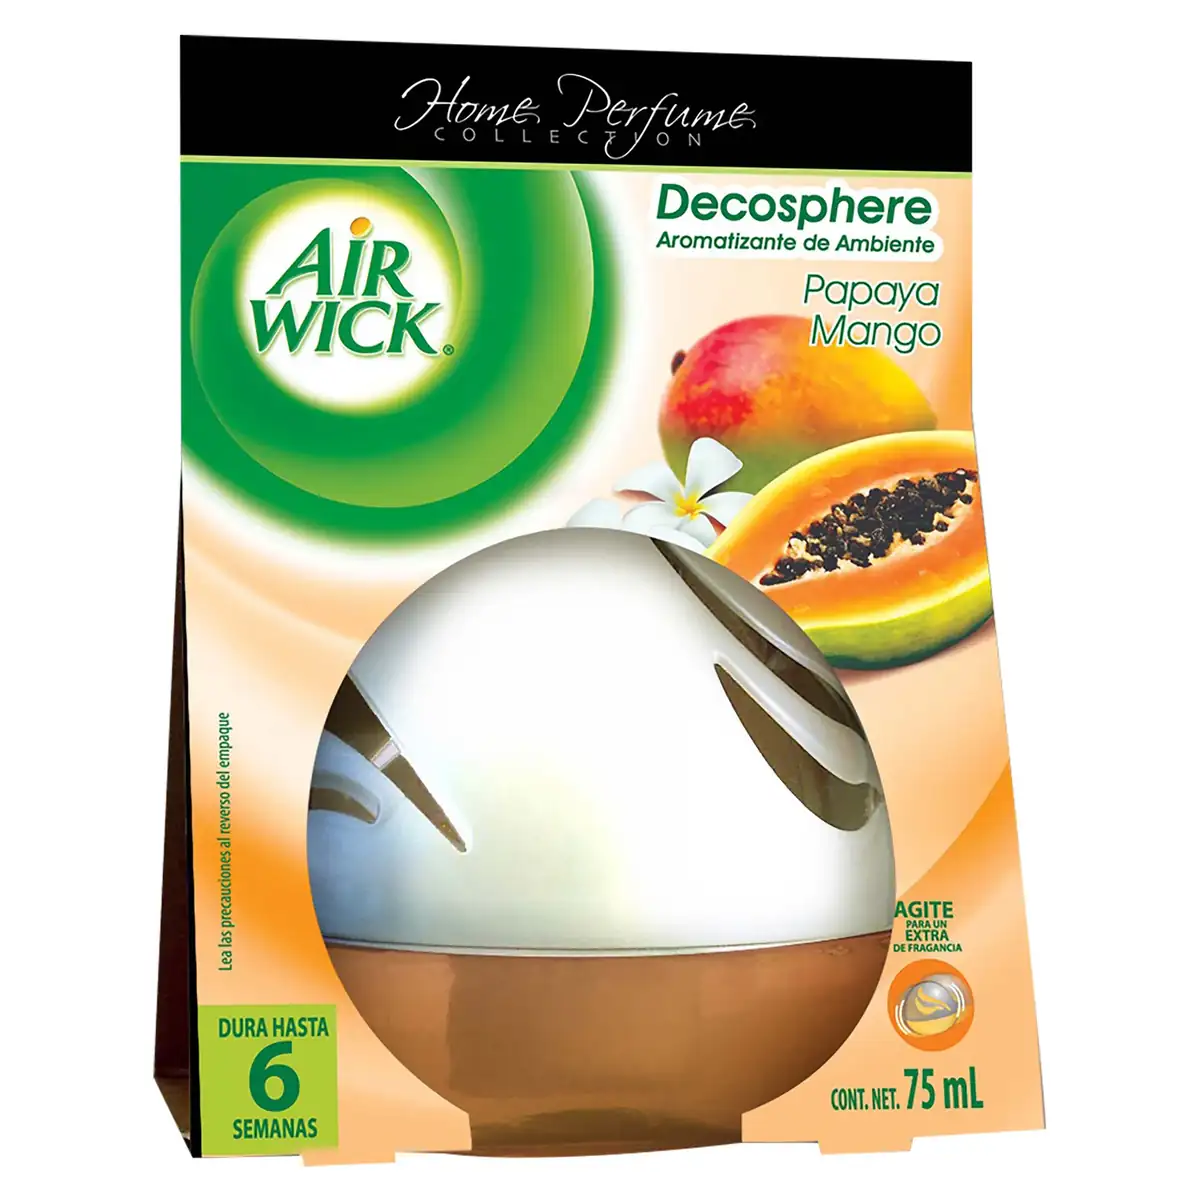 Home Perfume
COLLECTION
AIR
WICK®
Decosphere
Aromatizante de Ambiente
Papaya
Mango
Lea las precauciones al reverso del empaque
AGITE
PARA UN
EXTRA
DE FRAGANCIA
DURA HASTA
6
SEMANAS
CONT. NET. 75 mL